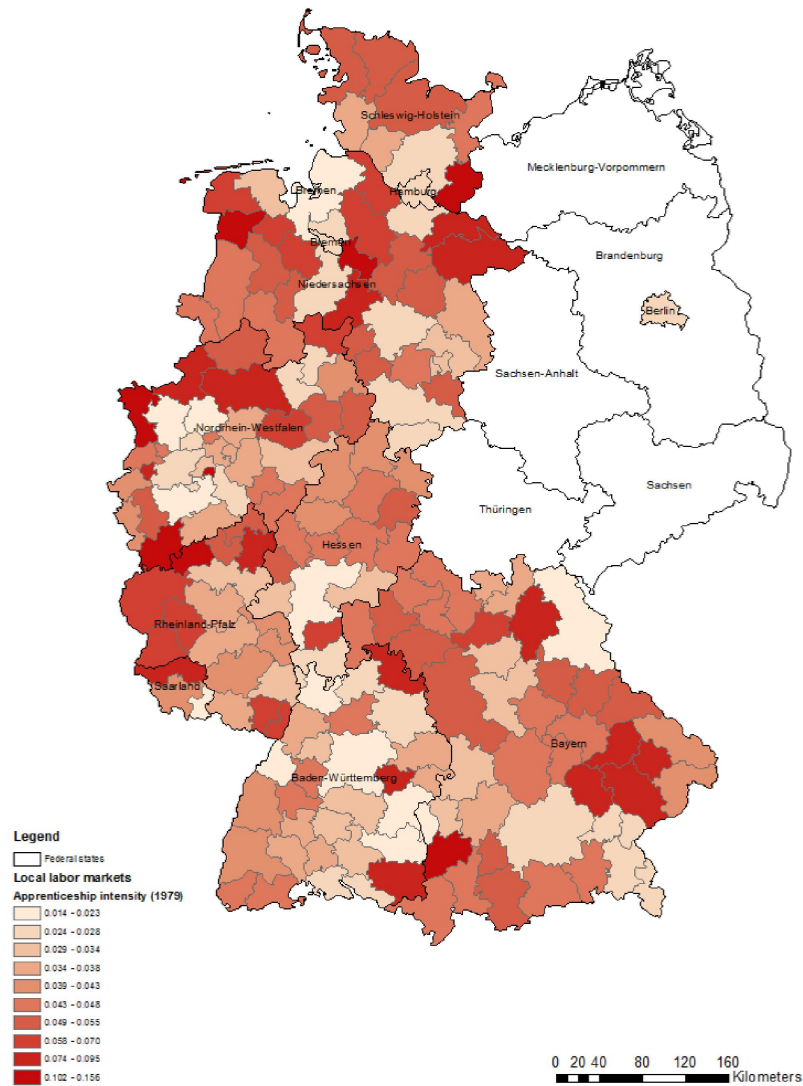 Schleswig-Holstein
Mecklenburg-Vorpommern
Bremen
Hamburg
Bremen
Brandenburg
Niedersachsen
Berlin
Sachsen-Anhalt
Nordrhein-Westfalen
Sachsen
Thüringen
Hessen
Rheinland-Pfalz
Saarland
Bayern
Baden-Württemberg
Legend
Federal states
Local labor markets
Apprenticeship intensity (1979)
0.014 - 0.023
0.024 - 0.028
0.029 - 0.034
0.034 - 0.038
0.039 - 0.043
0.043 - 0.048
0.049 - 0.055
0.058 - 0.070
0.074 - 0.095
0.102 - 0.156
0 20 40 80 120 160
Kilometers